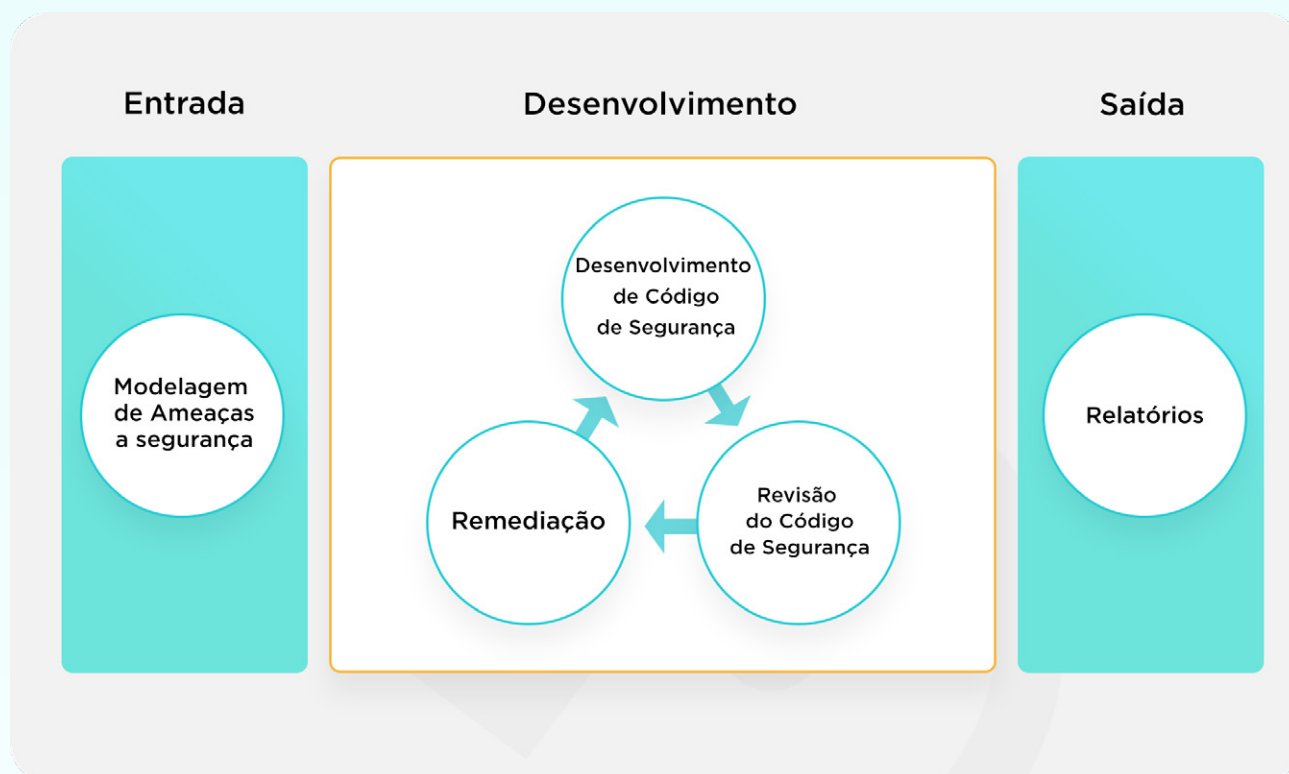 Entrada
Desenvolvimento
Saída
Modelagem
de Ameaças
a segurança
Desenvolvimento
de Código
de Segurança
Remediação
Revisão
do Código
de Segurança
Relatórios